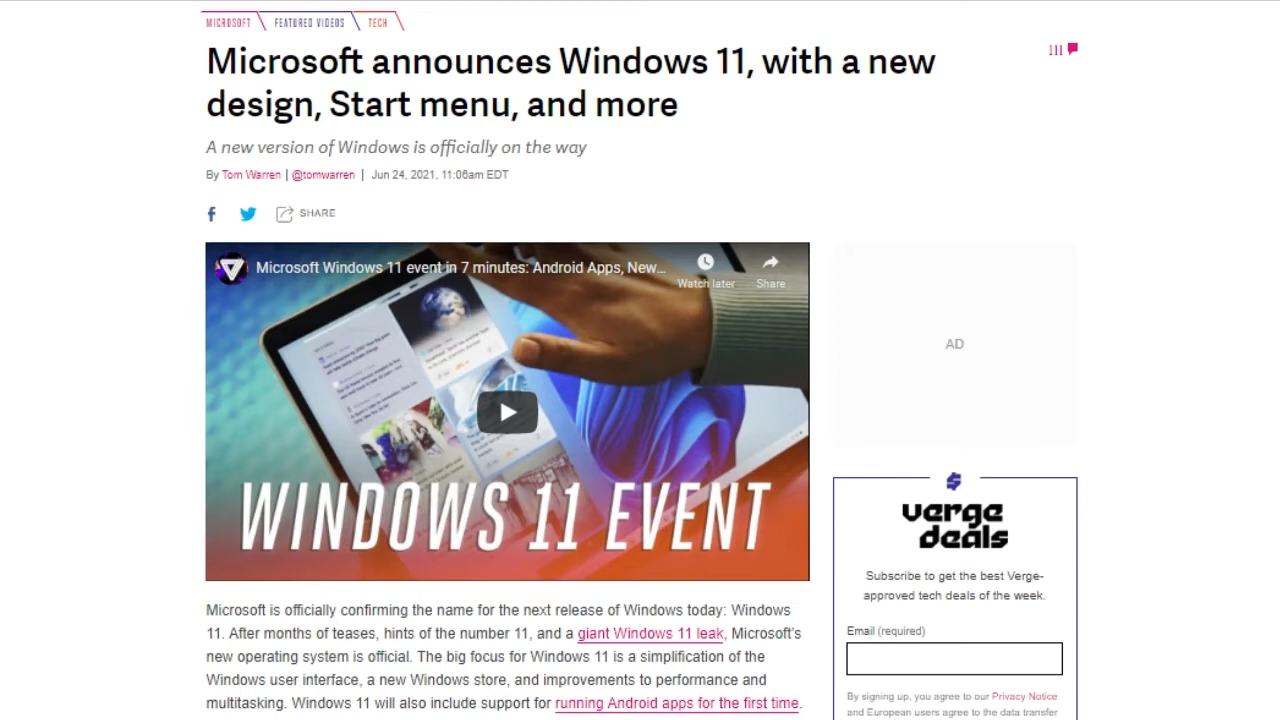 MICROSOFT FEATURED VIDEOS TECH
Microsoft announces Windows 11, with a new
design, Start menu, and more
111
A new version of Windows is officially on the way
By Tom Warren | @tomwarren | Jun 24, 2021, 11:06am EDT
SHARE
Microsoft Windows 11 event in 7 minutes: Android Apps, New...
Watch later
Share
WINDOWS 11 EVENT
Microsoft is officially confirming the name for the next release of Windows today: Windows
11. After months of teases, hints of the number 11, and a giant Windows 11 leak, Microsoft's
new operating system is official. The big focus for Windows 11 is a simplification of the
Windows user interface, a new Windows store, and improvements to performance and
multitasking. Windows 11 will also include support for running Android apps for the first time.
AD
verge
deals
Subscribe to get the best Verge-
approved tech deals of the week.
Email (required)
By signing up, you agree to our Privacy Notice
and European users agree to the data transfer